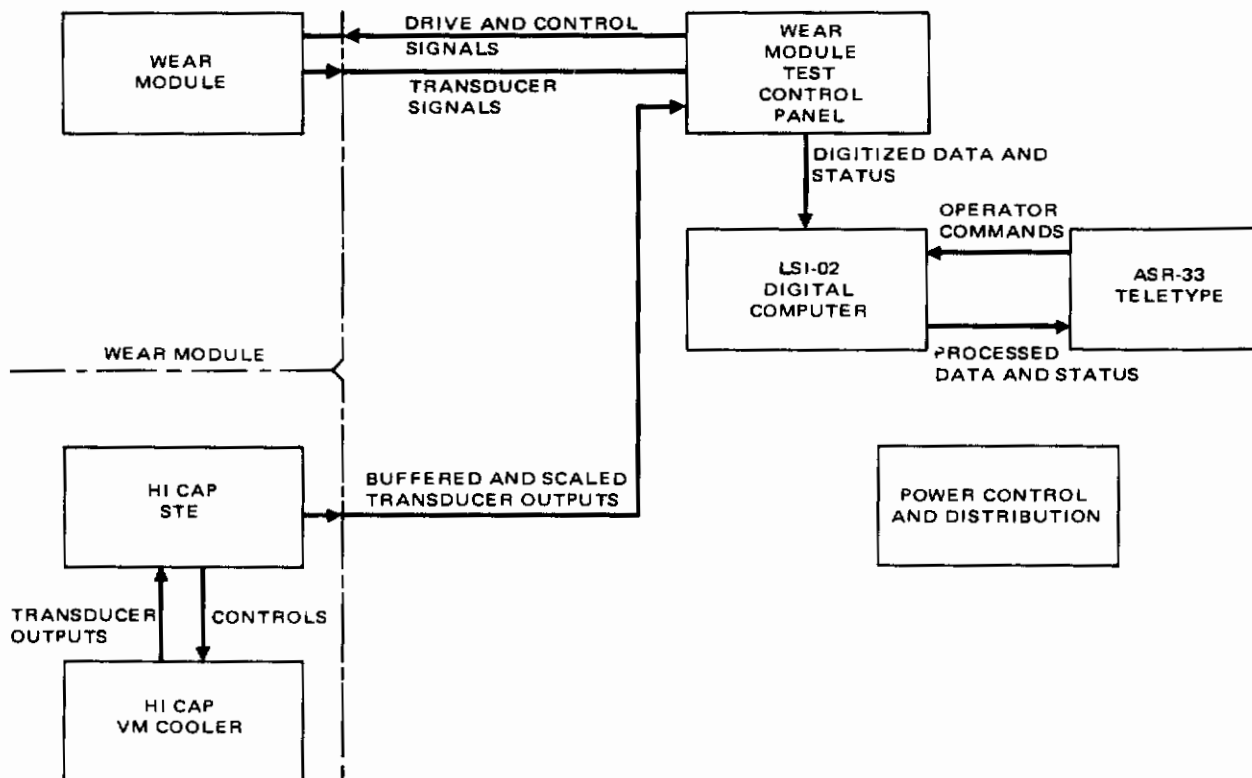 WEAR
MODULE
DRIVE AND CONTROL
SIGNALS
TRANSDUCER
SIGNALS
WEAR
MODULE
TEST
CONTROL
PANEL
DIGITIZED DATA AND
STATUS
OPERATOR
COMMANDS
LSI-02
DIGITAL
COMPUTER
ASR-33
TELETYPE
PROCESSED
DATA AND STATUS
WEAR MODULE
HI CAP
STE
BUFFERED AND SCALED
TRANSDUCER OUTPUTS
POWER CONTROL
AND DISTRIBUTION
TRANSDUCER
OUTPUTS
CONTROLS
HI CAP
VM COOLER